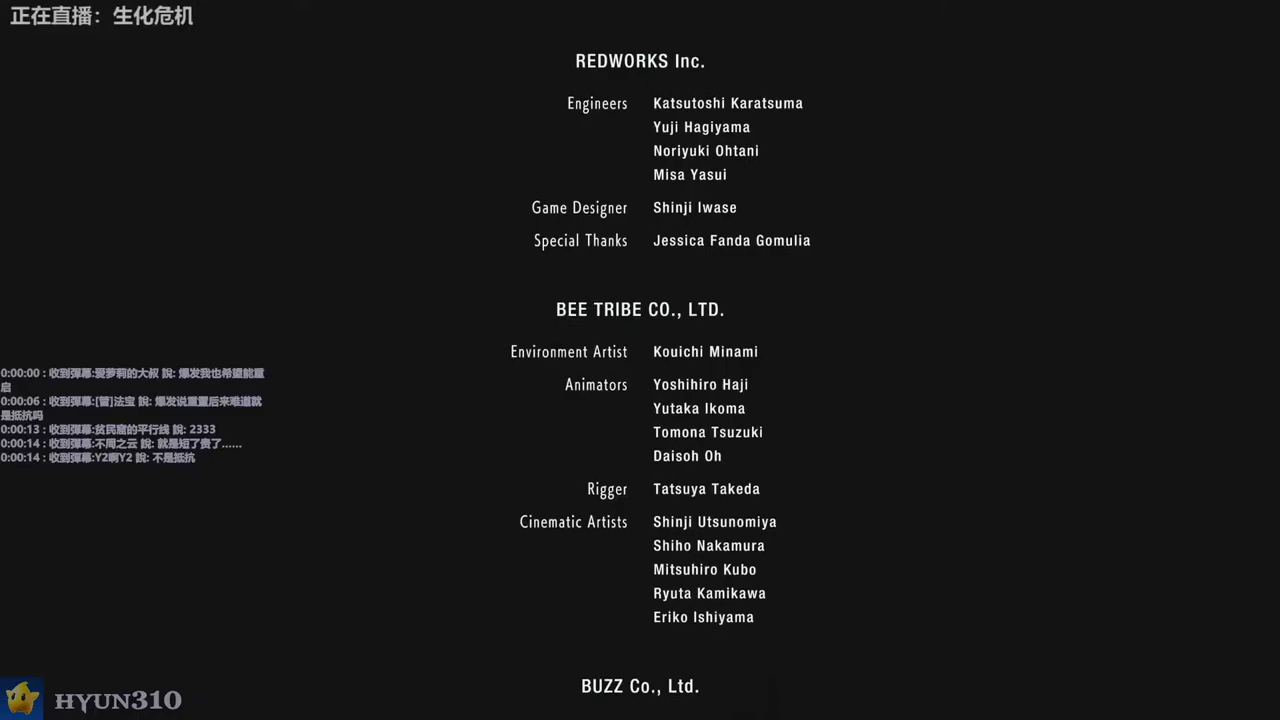 正在直播：生化危机
REDWORKS Inc.
Engineers Katsutoshi Karatsuma
Yuji Hagiyama
Noriyuki Ohtani
Misa Yasui
Game Designer Shinji Iwase
Special Thanks Jessica Fanda Gomulia
BEE TRIBE CO., LTD.
Environment Artist Kouichi Minami
Animators Yoshihiro Haji
Yutaka Ikoma
Tomona Tsuzuki
Daisoh Oh
Rigger Tatsuya Takeda
Cinematic Artists Shinji Utsunomiya
Shiho Nakamura
Mitsuhiro Kubo
Ryuta Kamikawa
Eriko Ishiyama
BUZZ Co., Ltd.
0:00:00 : 收到彈幕:爱萝莉的大叔 說: 爆发我也希望能重
启
0:00:06 : 收到彈幕:[管]法宝 說: 爆发说重置后来难道就
是抵抗吗
0:00:13 : 收到彈幕:贫民窟的平行线 說: 2333
0:00:14 : 收到彈幕:不周之云 說: 就是短了贵了......
0:00:14 : 收到彈幕:Y2啊Y2 說: 不是抵抗
HYUN310